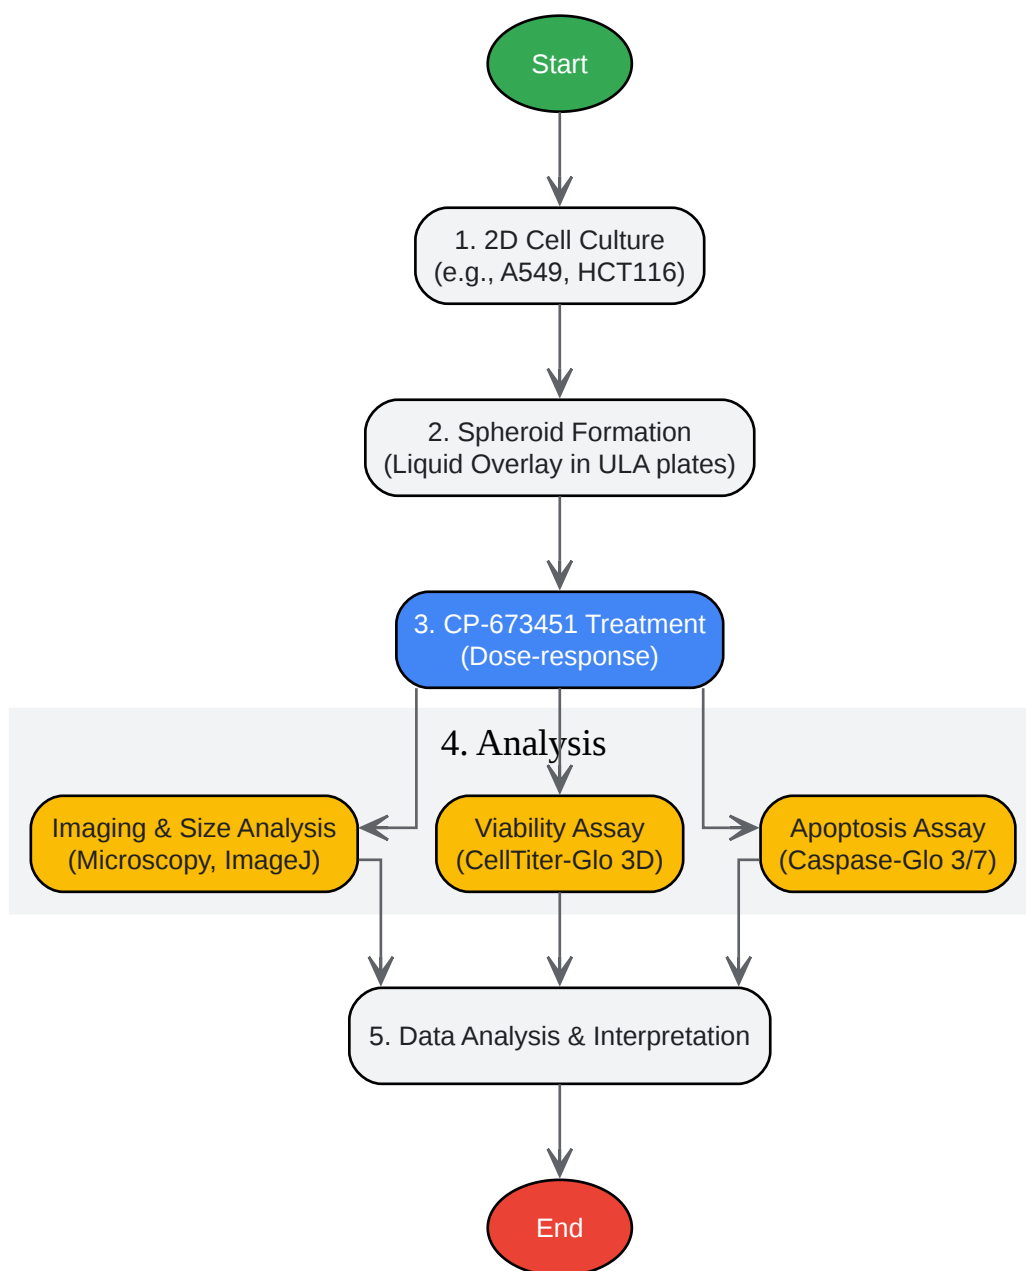 Start
1. 2D Cell Culture
(e.g., A549, HCT116)
2. Spheroid Formation
(Liquid Overlay in ULA plates)
3. CP-673451 Treatment
(Dose-response)
4. Analysis
Imaging & Size Analysis
(Microscopy, ImageJ)
Viability Assay
(CellTiter-Glo 3D)
Apoptosis Assay
(Caspase-Glo 3/7)
5. Data Analysis & Interpretation
End